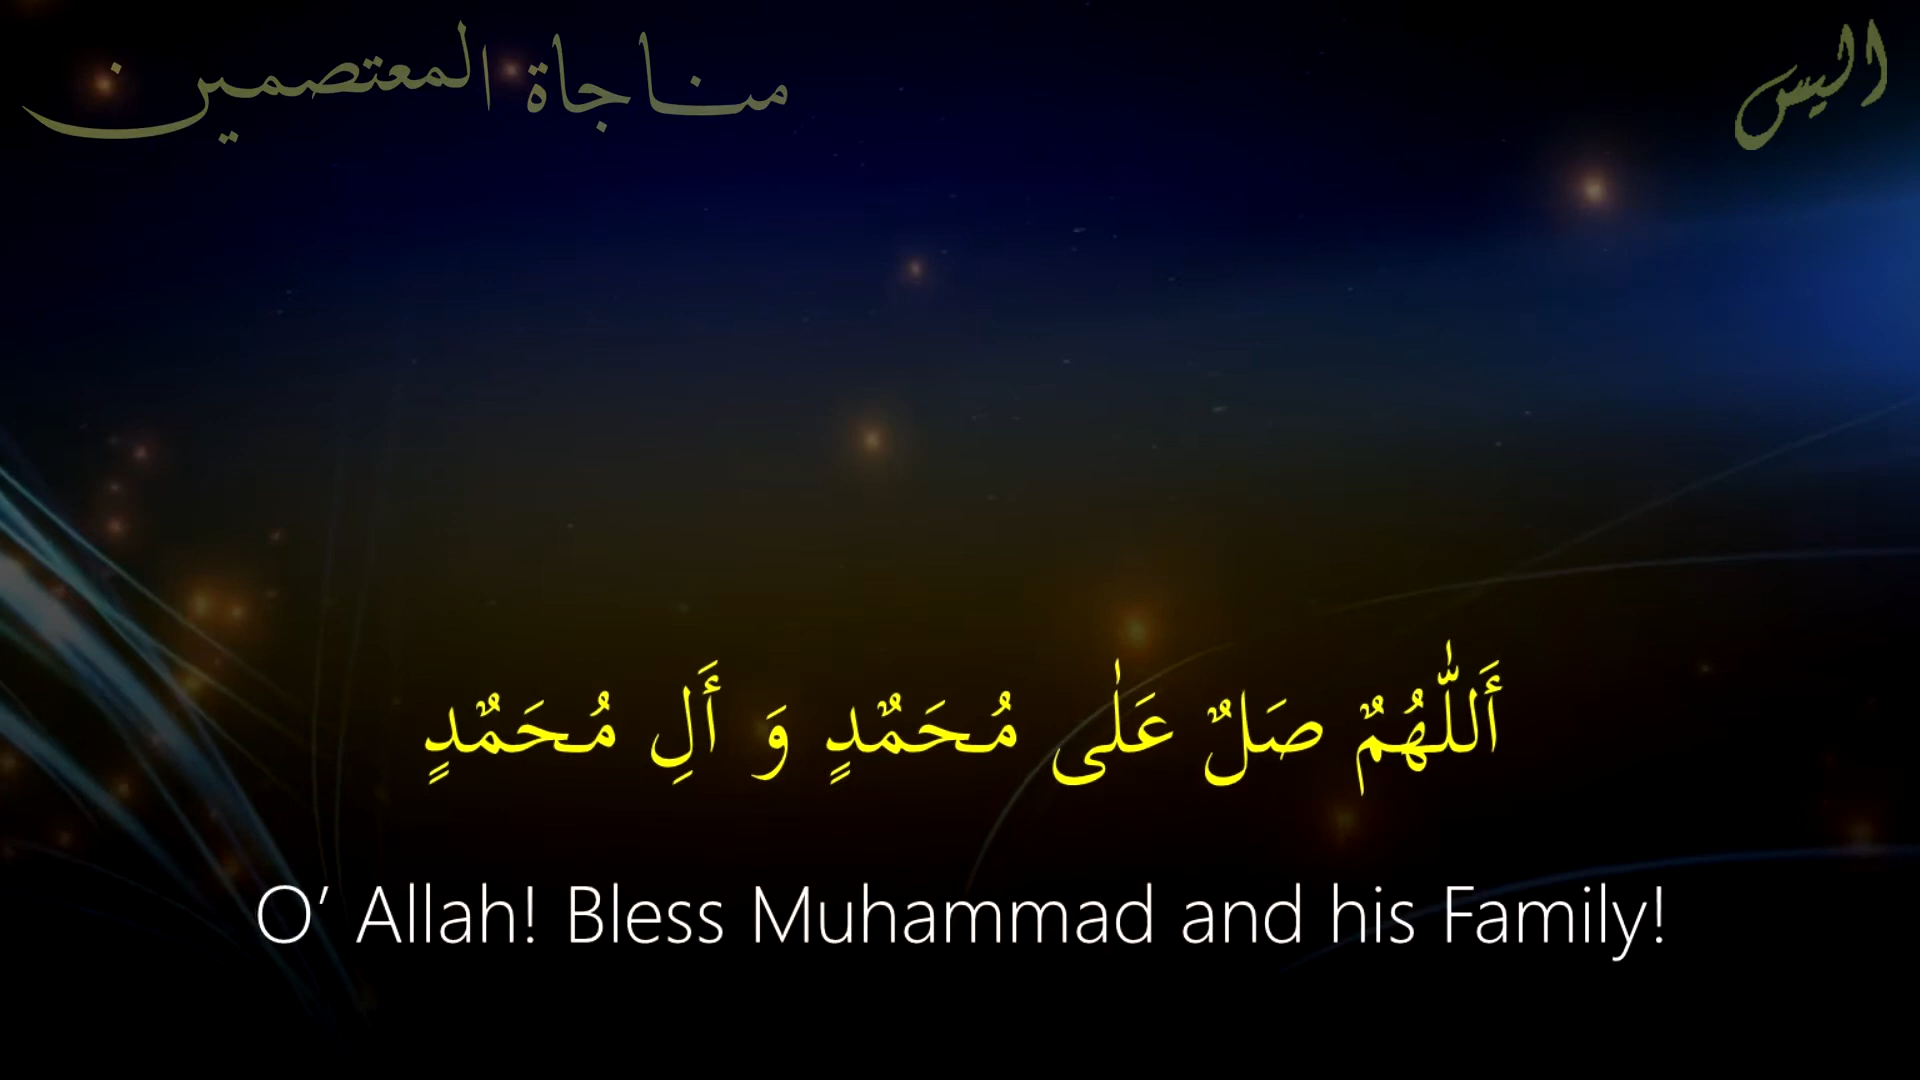 مناجاة المعتصمين
اليس
أَللّٰهُمٌ صَلٌ عَلٰى مُحَمٌدٍ وَ أَلِ مُحَمٌدٍ
O’ Allah! Bless Muhammad and his Family!